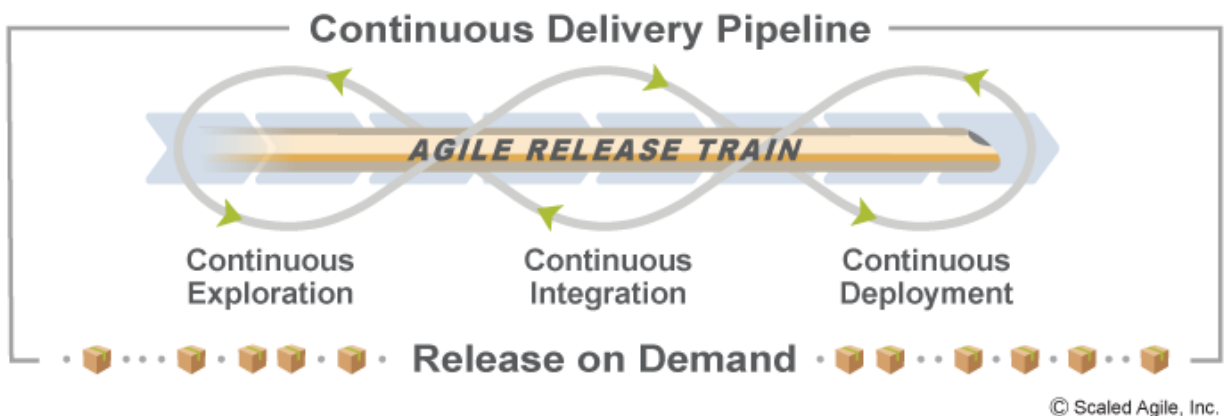 Continuous Delivery Pipeline
AGILE RELEASE TRAIN
Continuous
Exploration
Continuous
Integration
Continuous
Deployment
Release on Demand
© Scaled Agile, Inc.